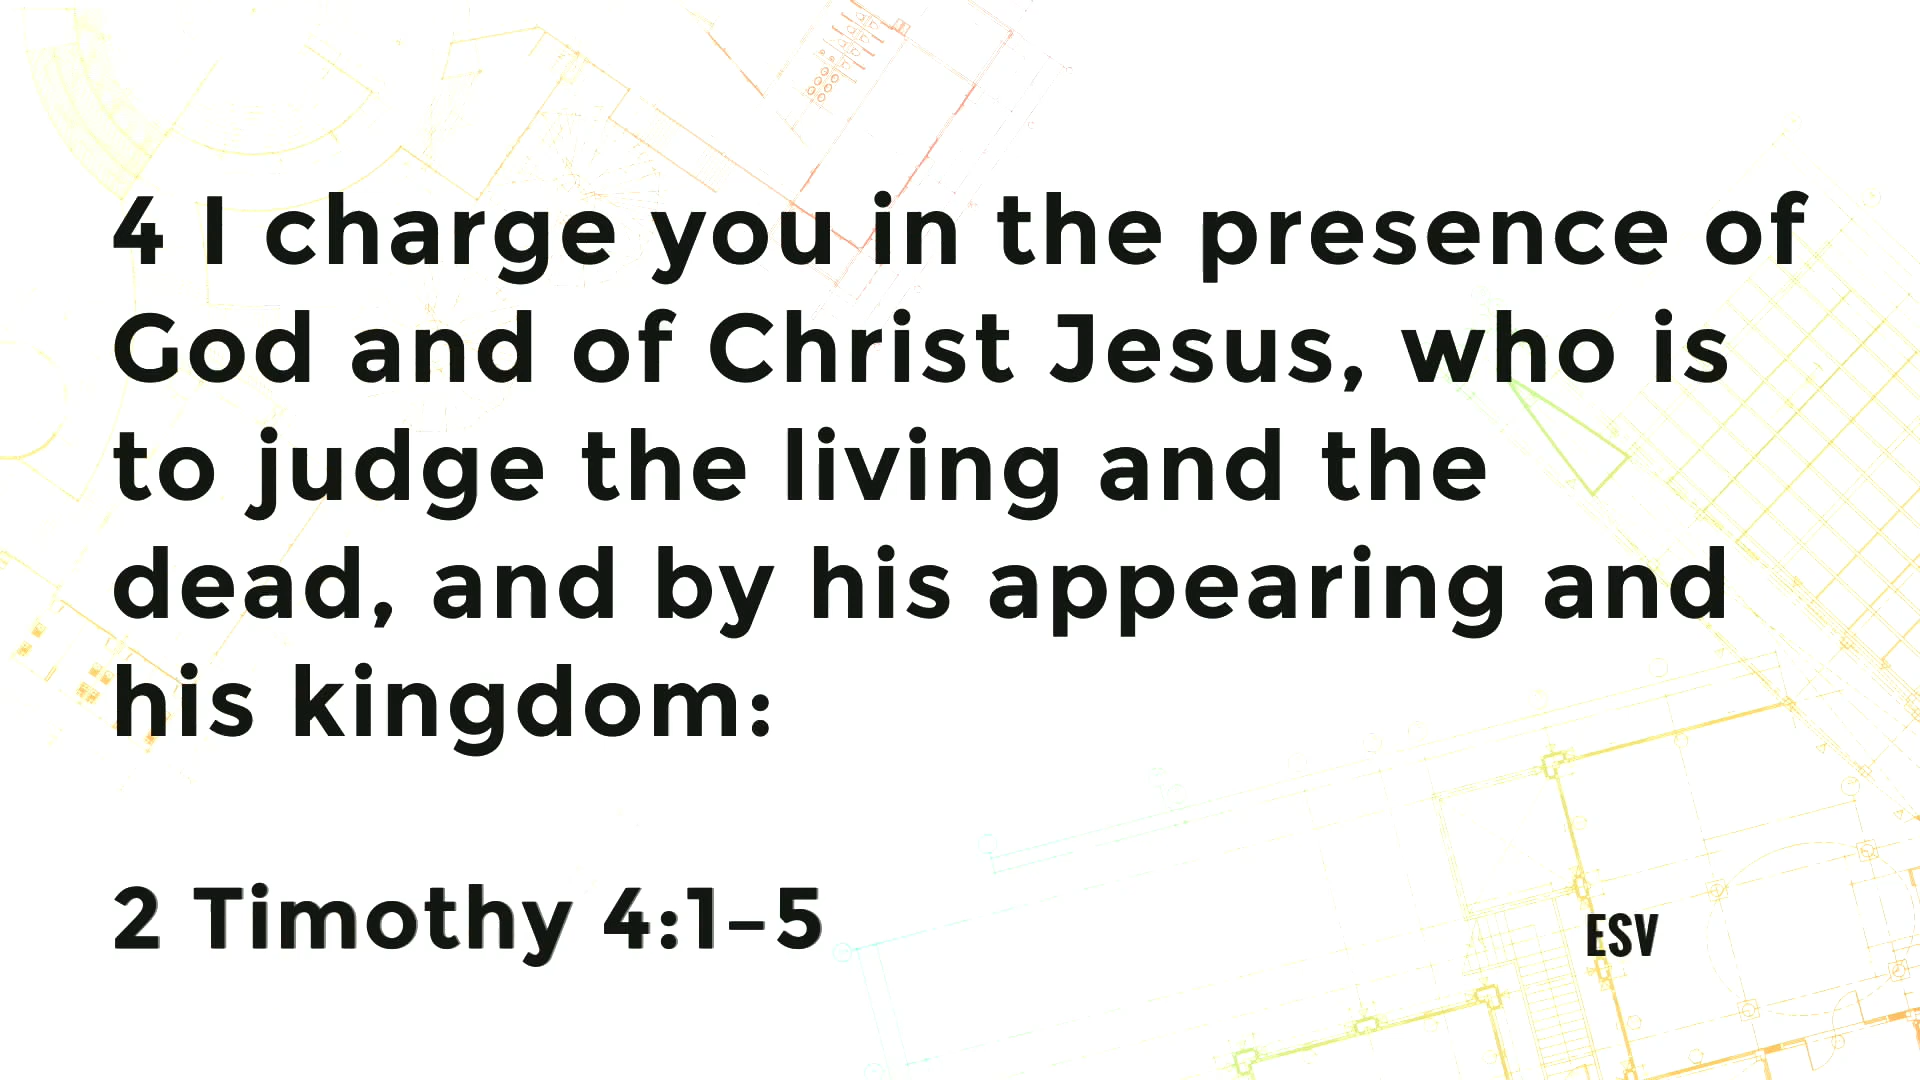 4 I charge you in the presence of
God and of Christ Jesus, who is
to judge the living and the
dead, and by his appearing and
his kingdom:
2 Timothy 4:1–5
ESV